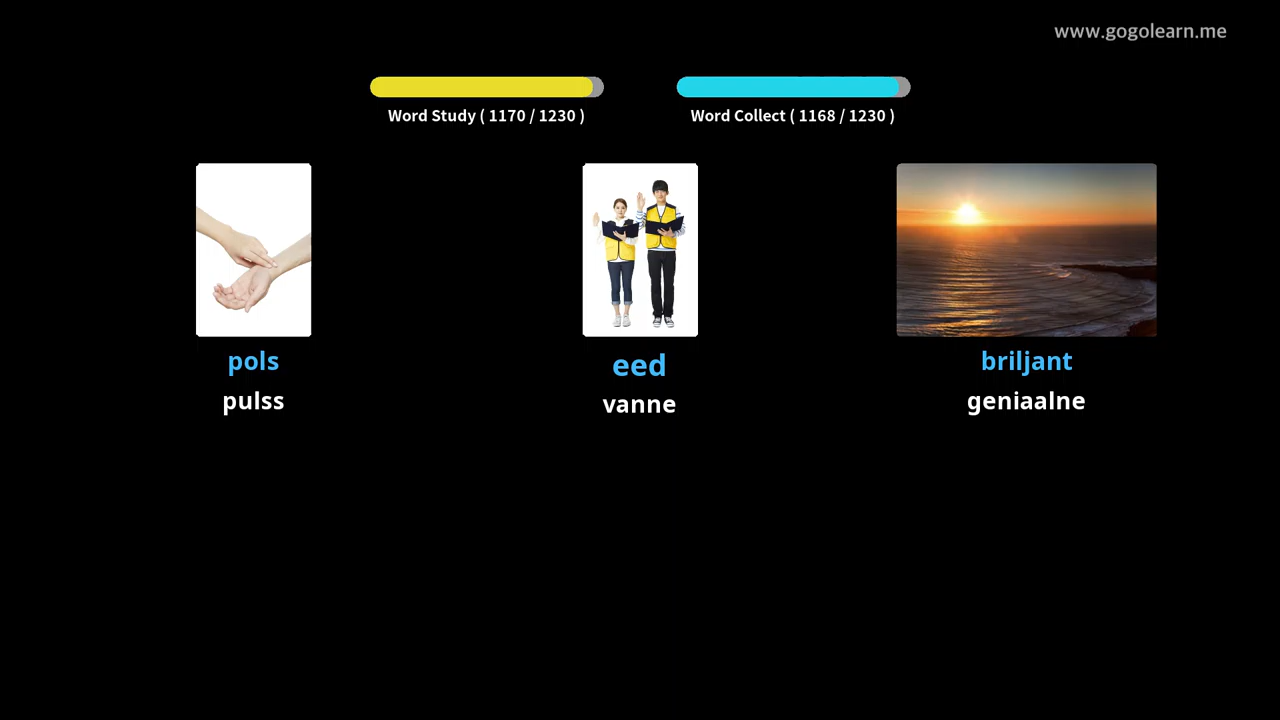 www.gogolearn.me
Word Study ( 1170 / 1230 )
Word Collect ( 1168 / 1230 )
pols
pulss
eed
vanne
briljant
geniaalne